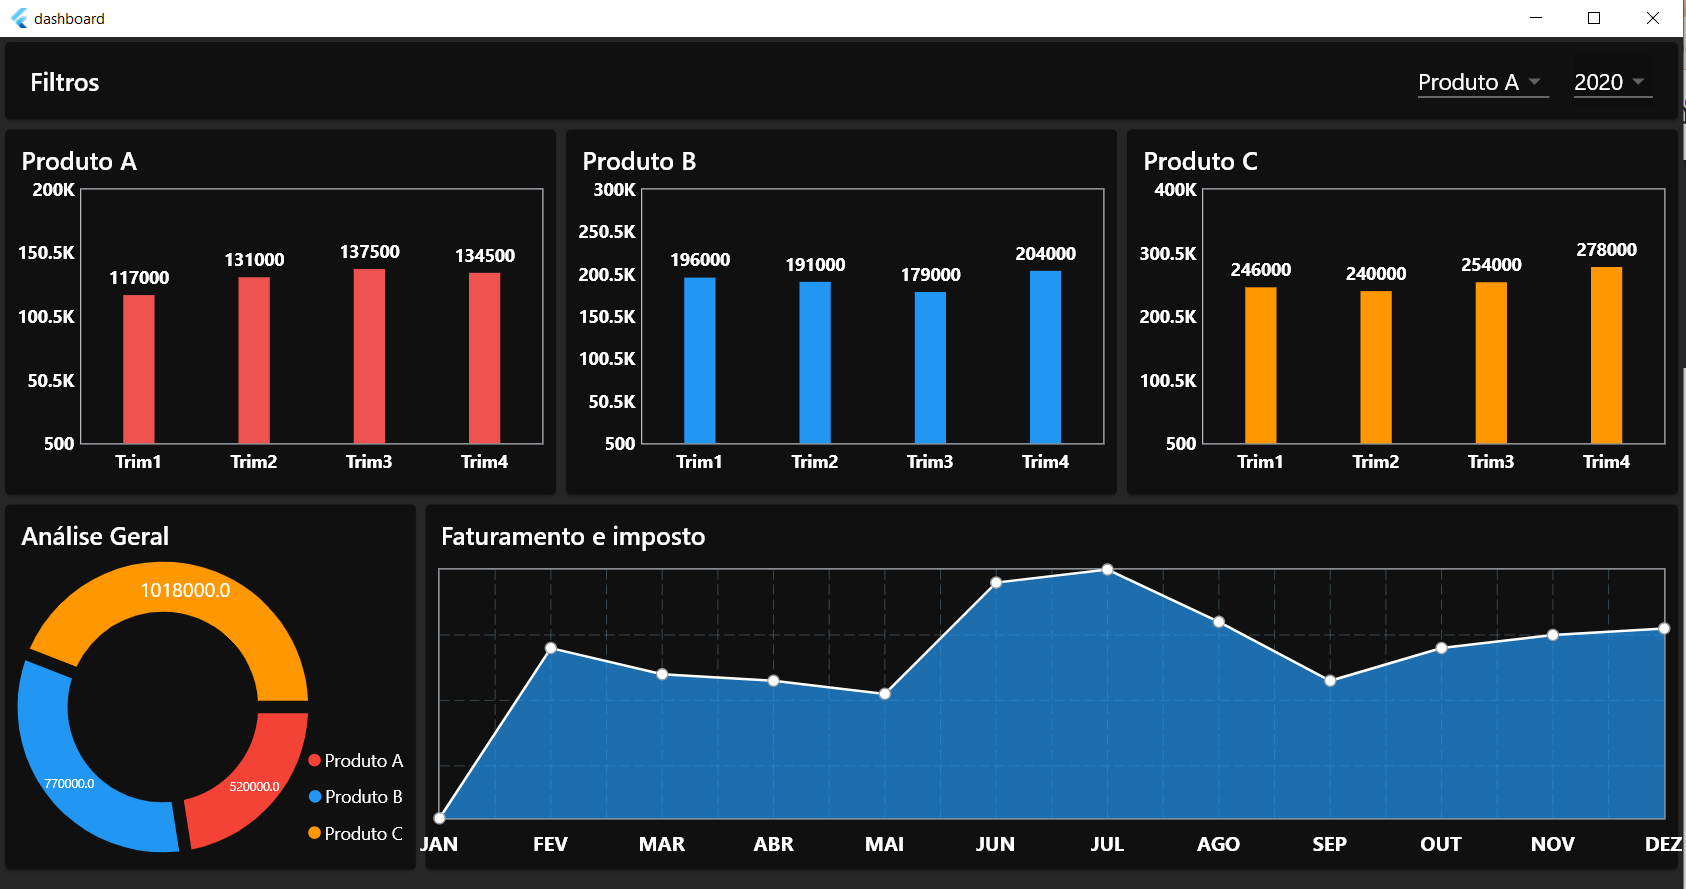 dashboard
Filtros
Produto A
2020
Produto A
200K
150.5K
100.5K
50.5K
500
117000
131000
137500
134500
Trim1 Trim2 Trim3 Trim4
Produto B
300K
250.5K
200.5K
150.5K
100.5K
50.5K
500
196000
191000
179000
204000
Trim1 Trim2 Trim3 Trim4
Produto C
400K
300.5K
200.5K
100.5K
500
246000
240000
254000
278000
Trim1 Trim2 Trim3 Trim4
Análise Geral
1018000.0
770000.0
520000.0
Produto A
Produto B
Produto C
Faturamento e imposto
JAN FEV MAR ABR MAI JUN JUL AGO SEP OUT NOV DEZ